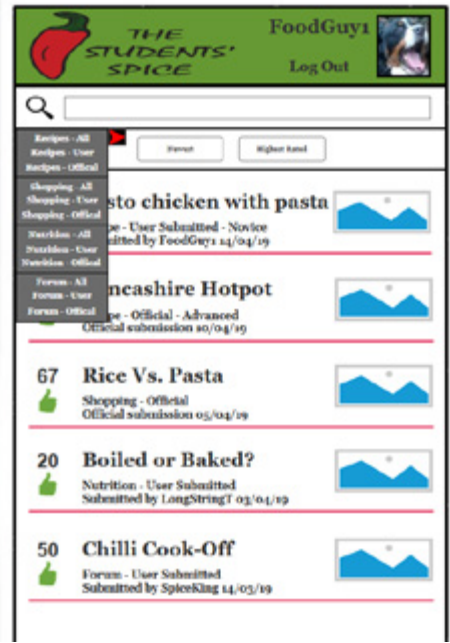 THE
STUDENTS'
SPICE
FoodGuy1
Log Out
Recipes - All
Recipes - User
Recipes - Offical
Shopping - All
Shopping - User
Shopping - Offical
Nutrition - All
Nutrition - User
Nutrition - Offical
Forum - All
Forum - User
Forum - Offical
Newest
Highest Rated
sto chicken with pasta
pe - User Submitted - Novice
itted by FoodGuy1 14/04/19
ncashire Hotpot
pe - Official - Advanced
Official submission 10/04/19
67
Rice Vs. Pasta
Shopping - Official
Official submission 05/04/19
20
Boiled or Baked?
Nutrition - User Submitted
Submitted by LongStringT 03/04/19
50
Chilli Cook-Off
Forum - User Submitted
Submitted by SpiceKing 14/03/19